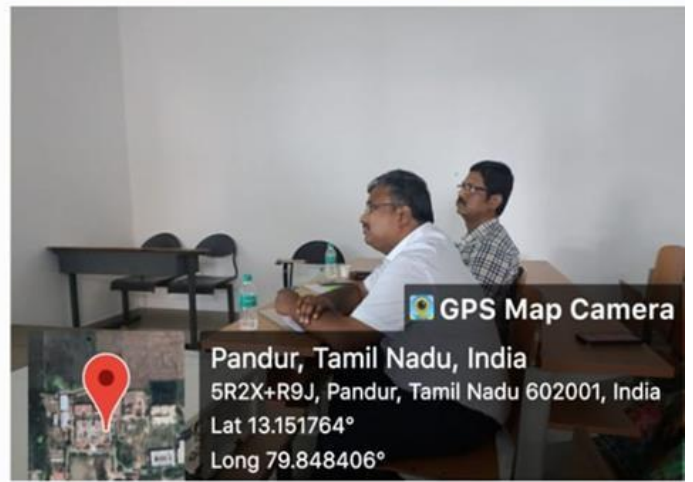 GPS Map Camera
Pandur, Tamil Nadu, India
5R2X+R9J, Pandur, Tamil Nadu 602001, India
Lat 13.151764°
Long 79.848406°